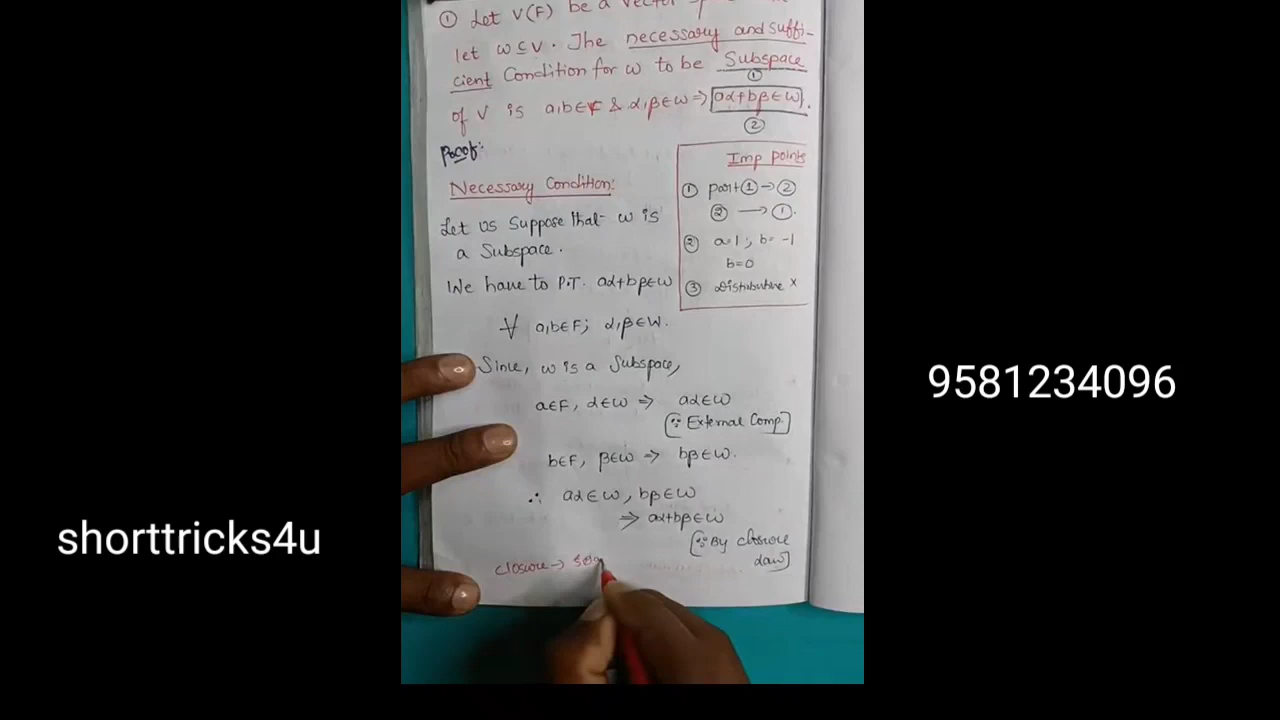 ① Let V(F) be a vector
let W⊆V. The necessary and suffi-
cient Condition for W to be Subspace
①
of V is a,b∈F & α,β∈W ⇒ aα+bβ∈W.
②
Proof:
Necessary Condition:
Let us Suppose that W is
a Subspace.
We have to P.T. aα+bβ∈W
∀ a,b∈F; α,β∈W.
Since, W is a Subspace,
a∈F, α∈W ⇒ aα∈W
[∵ External Comp.]
b∈F, β∈W ⇒ bβ∈W.
∴ aα∈W, bβ∈W
⇒ aα+bβ∈W
[∵ By closure
law]
closure →
Imp points
① part ① → ②
② → ①.
② a=1; b= -1
b=0
③ Distributive ×
9581234096
shorttricks4u